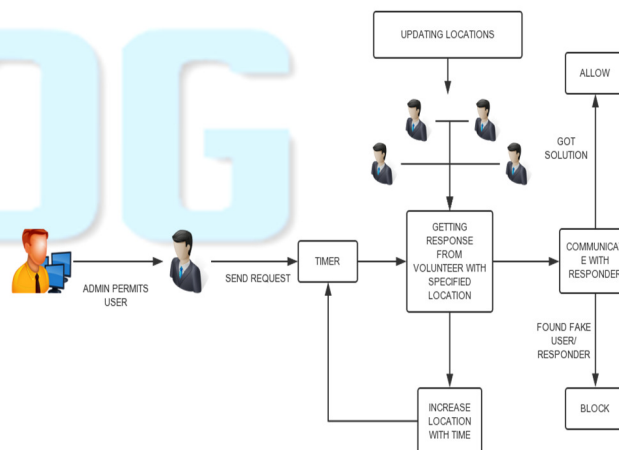 OG
UPDATING LOCATIONS
ALLOW
GOT
SOLUTION
GETTING
RESPONSE
FROM
VOLUNTEER WITH
SPECIFIED
LOCATION
TIMER
COMMUNICAT
E WITH
RESPONDER
ADMIN PERMITS
USER
SEND REQUEST
FOUND FAKE
USER/
RESPONDER
INCREASE
LOCATION
WITH TIME
BLOCK